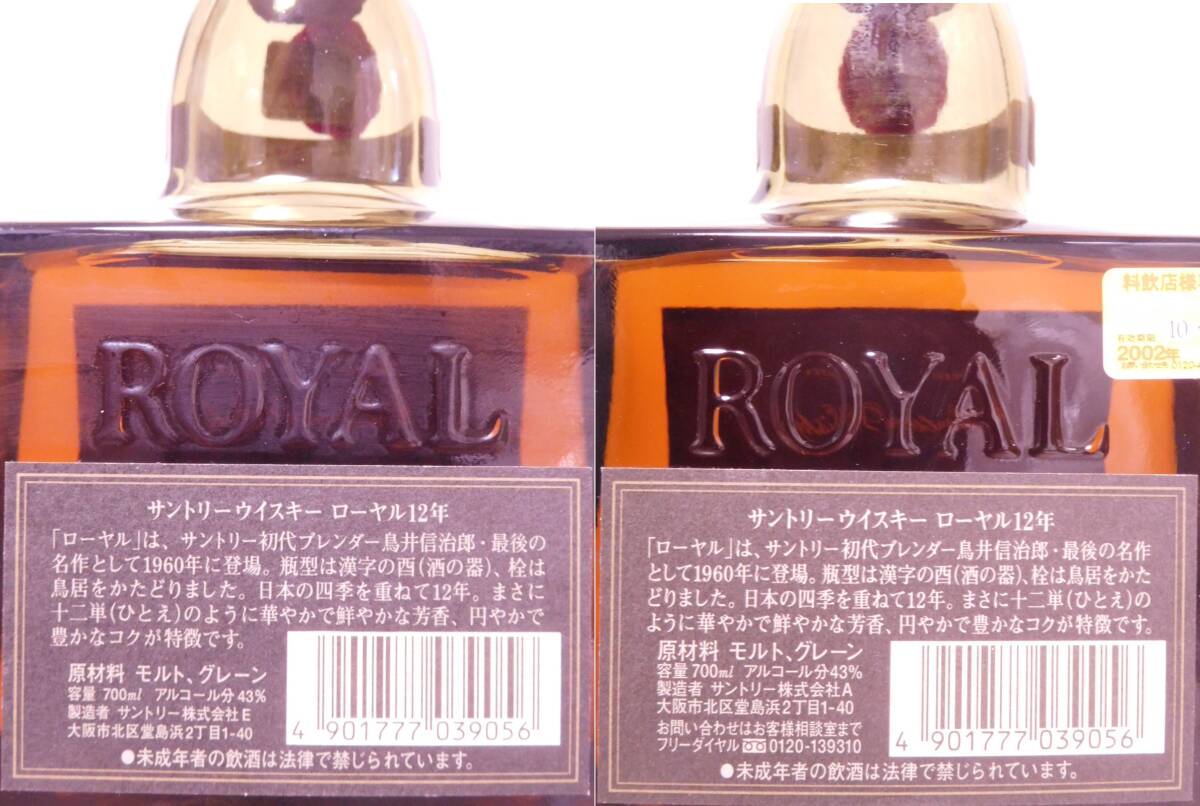 ROYAL
サントリーウイスキー ローヤル12年
「ローヤル」は、サントリー初代ブレンダー鳥井信治郎・最後の
名作として1960年に登場。瓶型は漢字の酉(酒の器)、栓は
鳥居をかたどりました。日本の四季を重ねて12年。まさに
十二単(ひとえ)のように華やかで鮮やかな芳香、円やかで
豊かなコクが特徴です。
原材料 モルト、グレーン
容量 700ml アルコール分43%
製造者 サントリー株式会社E
大阪市北区堂島浜2丁目1-40
4 901777 039056
●未成年者の飲酒は法律で禁じられています。
ROYAL
料飲店様
有効期限
10
2002年
お問い合わせ先 0120-4
サントリーウイスキー ローヤル12年
「ローヤル」は、サントリー初代ブレンダー鳥井信治郎・最後の名作
として1960年に登場。瓶型は漢字の酉(酒の器)、栓は鳥居をかた
どりました。日本の四季を重ねて12年。まさに十二単(ひとえ)の
ように華やかで鮮やかな芳香、円やかで豊かなコクが特徴です。
原材料 モルト、グレーン
容量 700ml アルコール分43%
製造者 サントリー株式会社A
大阪市北区堂島浜2丁目1-40
お問い合わせはお客様相談室まで
フリーダイヤル 0120-139310
4 901777 039056
●未成年者の飲酒は法律で禁じられています。